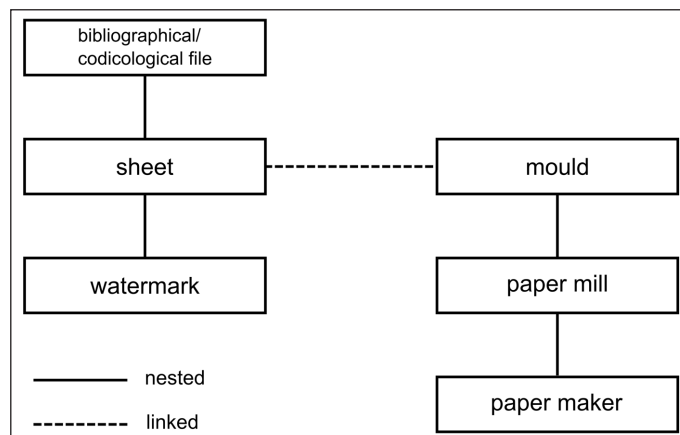 bibliographical/
codicological file
sheet
mould
watermark
paper mill
nested
paper maker
linked